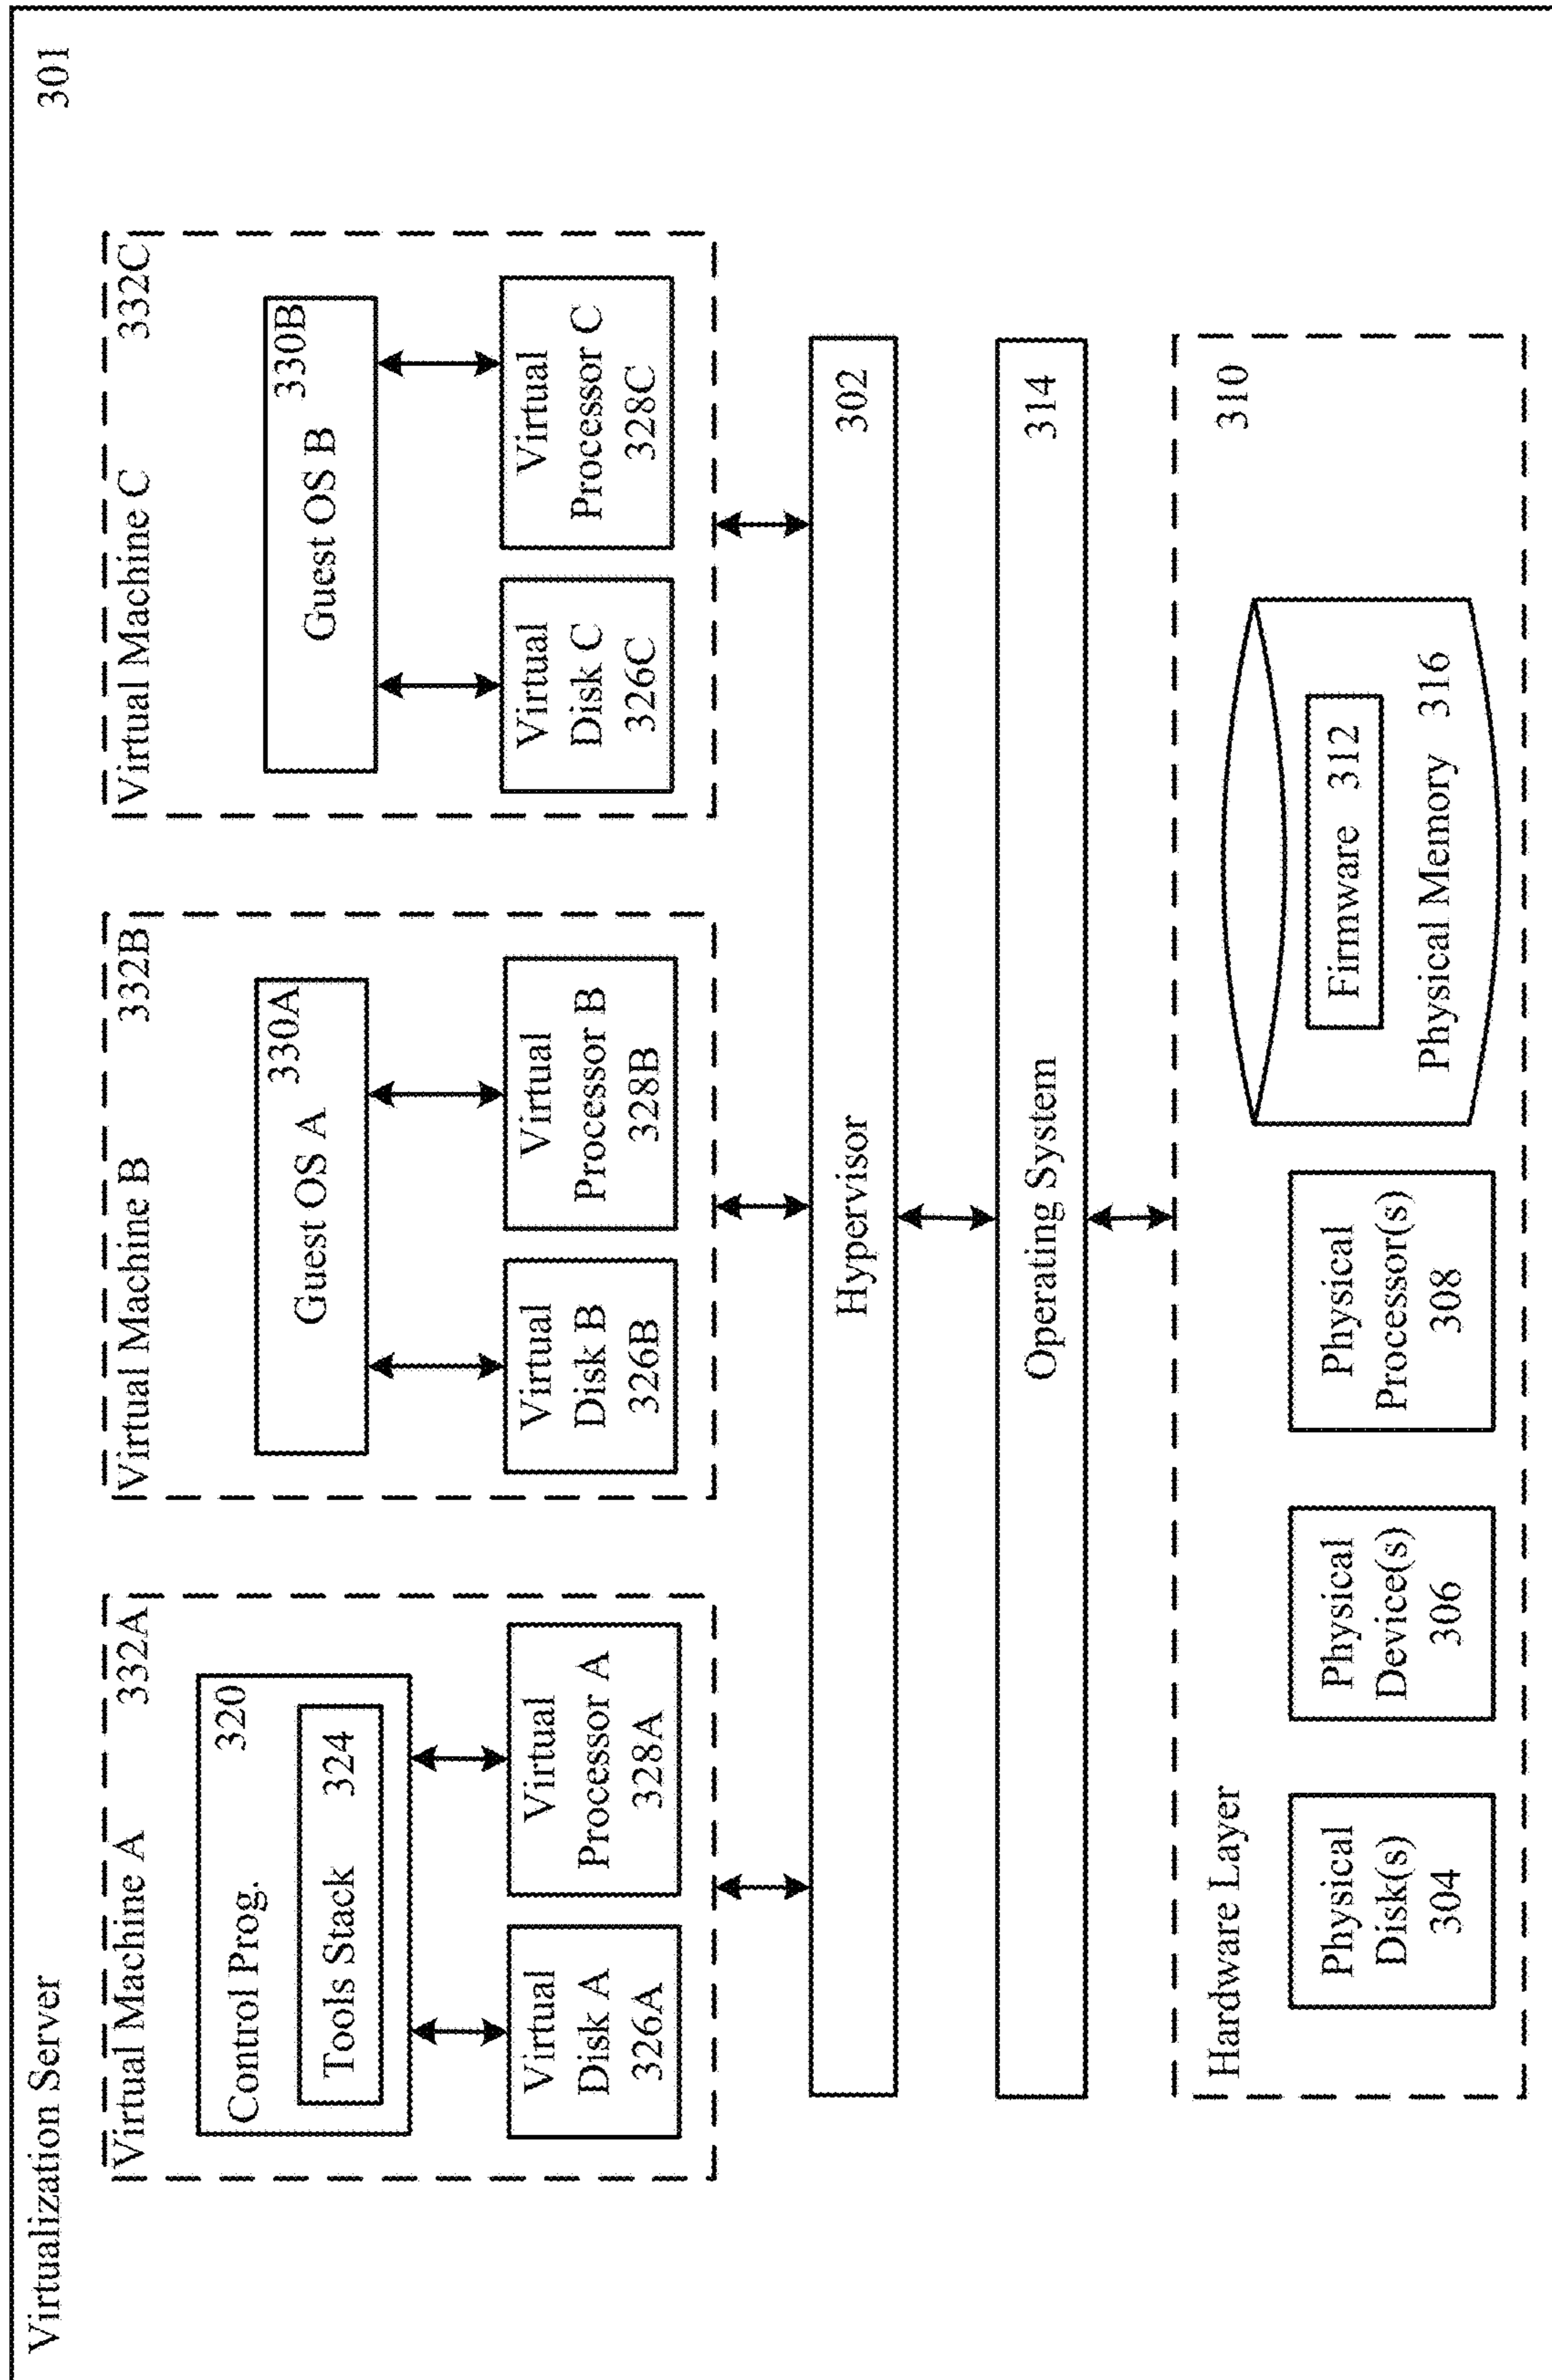 Virtualization Server
301
Virtual Machine A 332A
Control Prog. 320
Tools Stack 324
Virtual
Disk A
326A
Virtual
Processor A
328A
Virtual Machine B 332B
330A
Guest OS A
Virtual
Disk B
326B
Virtual
Processor B
328B
Virtual Machine C 332C
330B
Guest OS B
Virtual
Disk C
326C
Virtual
Processor C
328C
Hypervisor 302
Operating System 314
Hardware Layer 310
Physical
Disk(s)
304
Physical
Device(s)
306
Physical
Processor(s)
308
Firmware 312
Physical Memory 316